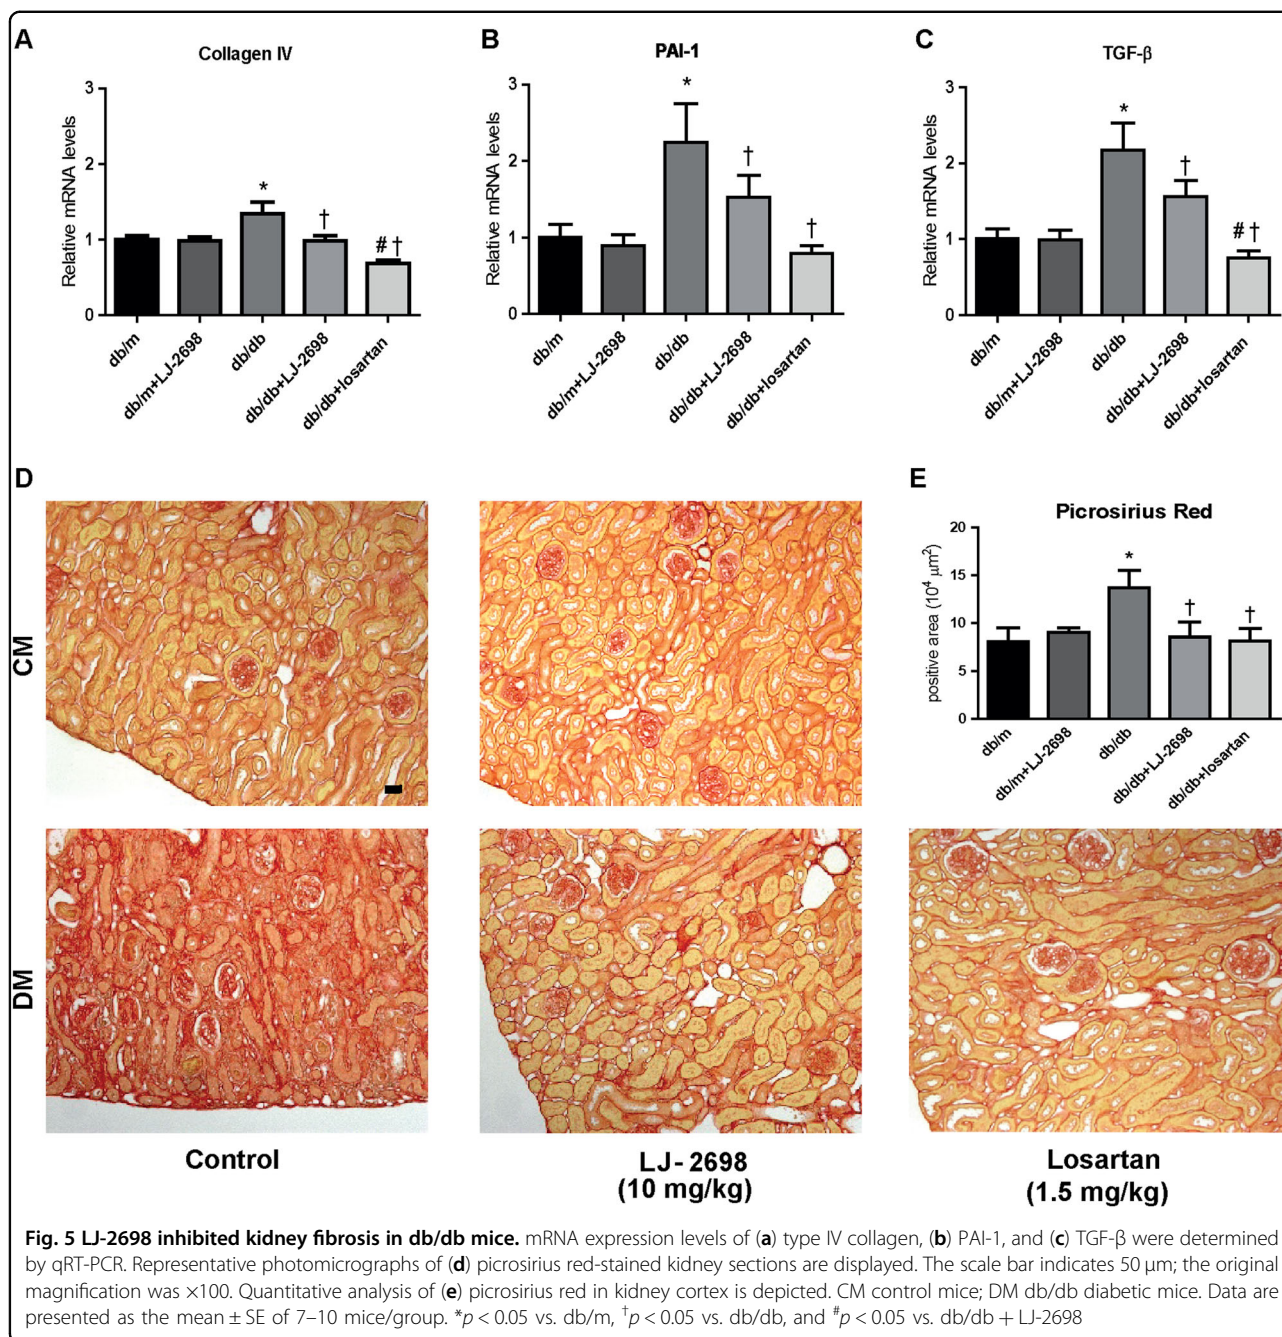 A
Collagen IV
Relative mRNA levels
3
2
1
0
*
†
# †
db/m
db/m+LJ-2698
db/db
db/db+LJ-2698
db/db+losartan
B
PAI-1
Relative mRNA levels
3
2
1
0
*
†
†
db/m
db/m+LJ-2698
db/db
db/db+LJ-2698
db/db+losartan
C
TGF-β
Relative mRNA levels
3
2
1
0
*
†
# †
db/m
db/m+LJ-2698
db/db
db/db+LJ-2698
db/db+losartan
D
CM
DM
Control
LJ-2698
(10 mg/kg)
Losartan
(1.5 mg/kg)
E
Picrosirius Red
positive area (10⁴ μm²)
20
15
10
5
0
*
†
†
db/m
db/m+LJ-2698
db/db
db/db+LJ-2698
db/db+losartan
Fig. 5 LJ-2698 inhibited kidney fibrosis in db/db mice. mRNA expression levels of (a) type IV collagen, (b) PAI-1, and (c) TGF-β were determined
by qRT-PCR. Representative photomicrographs of (d) picrosirius red-stained kidney sections are displayed. The scale bar indicates 50 μm; the original
magnification was ×100. Quantitative analysis of (e) picrosirius red in kidney cortex is depicted. CM control mice; DM db/db diabetic mice. Data are
presented as the mean ± SE of 7–10 mice/group. *p < 0.05 vs. db/m, †p < 0.05 vs. db/db, and #p < 0.05 vs. db/db + LJ-2698